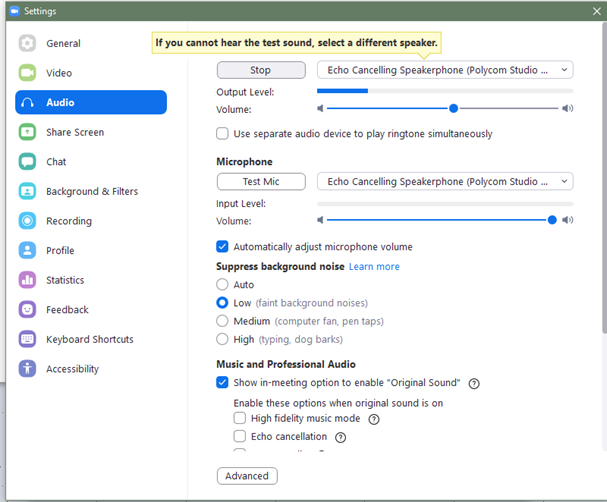 Settings
If you cannot hear the test sound, select a different speaker.
General
Video
Audio
Share Screen
Chat
Background & Filters
Recording
Profile
Statistics
Feedback
Keyboard Shortcuts
Accessibility
Stop
Echo Cancelling Speakerphone (Polycom Studio ...
Output Level:
Volume:
Use separate audio device to play ringtone simultaneously
Microphone
Test Mic
Echo Cancelling Speakerphone (Polycom Studio ...
Input Level:
Volume:
Automatically adjust microphone volume
Suppress background noise Learn more
Auto
Low (faint background noises)
Medium (computer fan, pen taps)
High (typing, dog barks)
Music and Professional Audio
Show in-meeting option to enable "Original Sound" ?
Enable these options when original sound is on
High fidelity music mode ?
Echo cancellation ?
Advanced